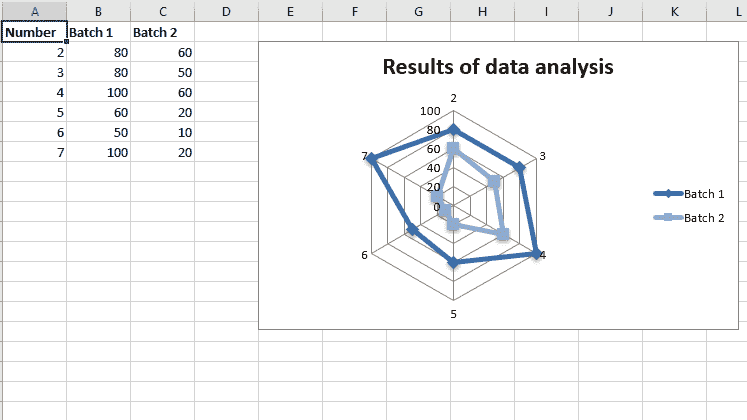 A B C D E F G H I J K L
Number Batch 1 Batch 2
2 80 60
3 80 50
4 100 60
5 60 20
6 50 10
7 100 20
Results of data analysis
2
100
80
60
40
20
0
3
4
5
6
7
Batch 1
Batch 2